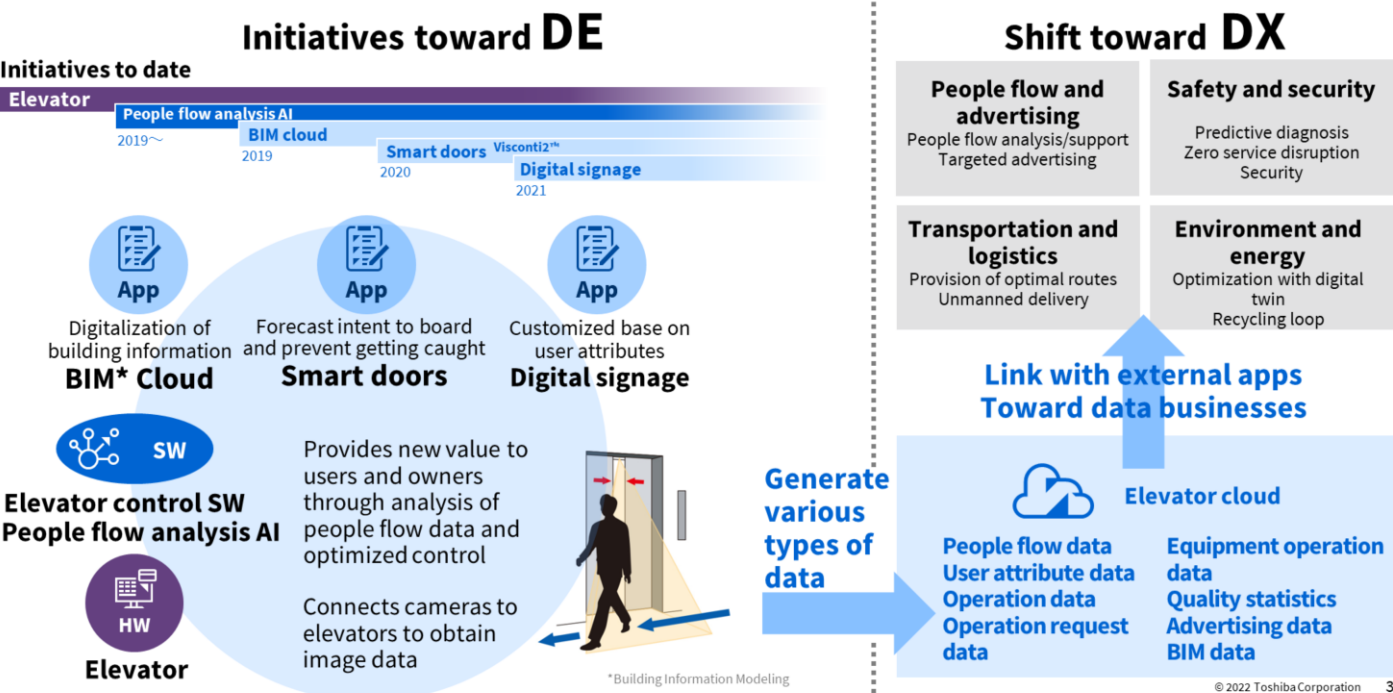 Initiatives toward DE
Initiatives to date
Elevator
People flow analysis AI
2019～
BIM cloud
2019
Smart doors Visconti2™
2020
Digital signage
2021
App
Digitalization of
building information
BIM* Cloud
App
Forecast intent to board
and prevent getting caught
Smart doors
App
Customized base on
user attributes
Digital signage
SW
Elevator control SW
People flow analysis AI
HW
Elevator
Provides new value to
users and owners
through analysis of
people flow data and
optimized control
Connects cameras to
elevators to obtain
image data
*Building Information Modeling
Generate
various
types of
data
Shift toward DX
People flow and
advertising
People flow analysis/support
Targeted advertising
Safety and security
Predictive diagnosis
Zero service disruption
Security
Transportation and
logistics
Provision of optimal routes
Unmanned delivery
Environment and
energy
Optimization with digital
twin
Recycling loop
Link with external apps
Toward data businesses
Elevator cloud
People flow data
User attribute data
Operation data
Operation request
data
Equipment operation
data
Quality statistics
Advertising data
BIM data
© 2022 Toshiba Corporation 3